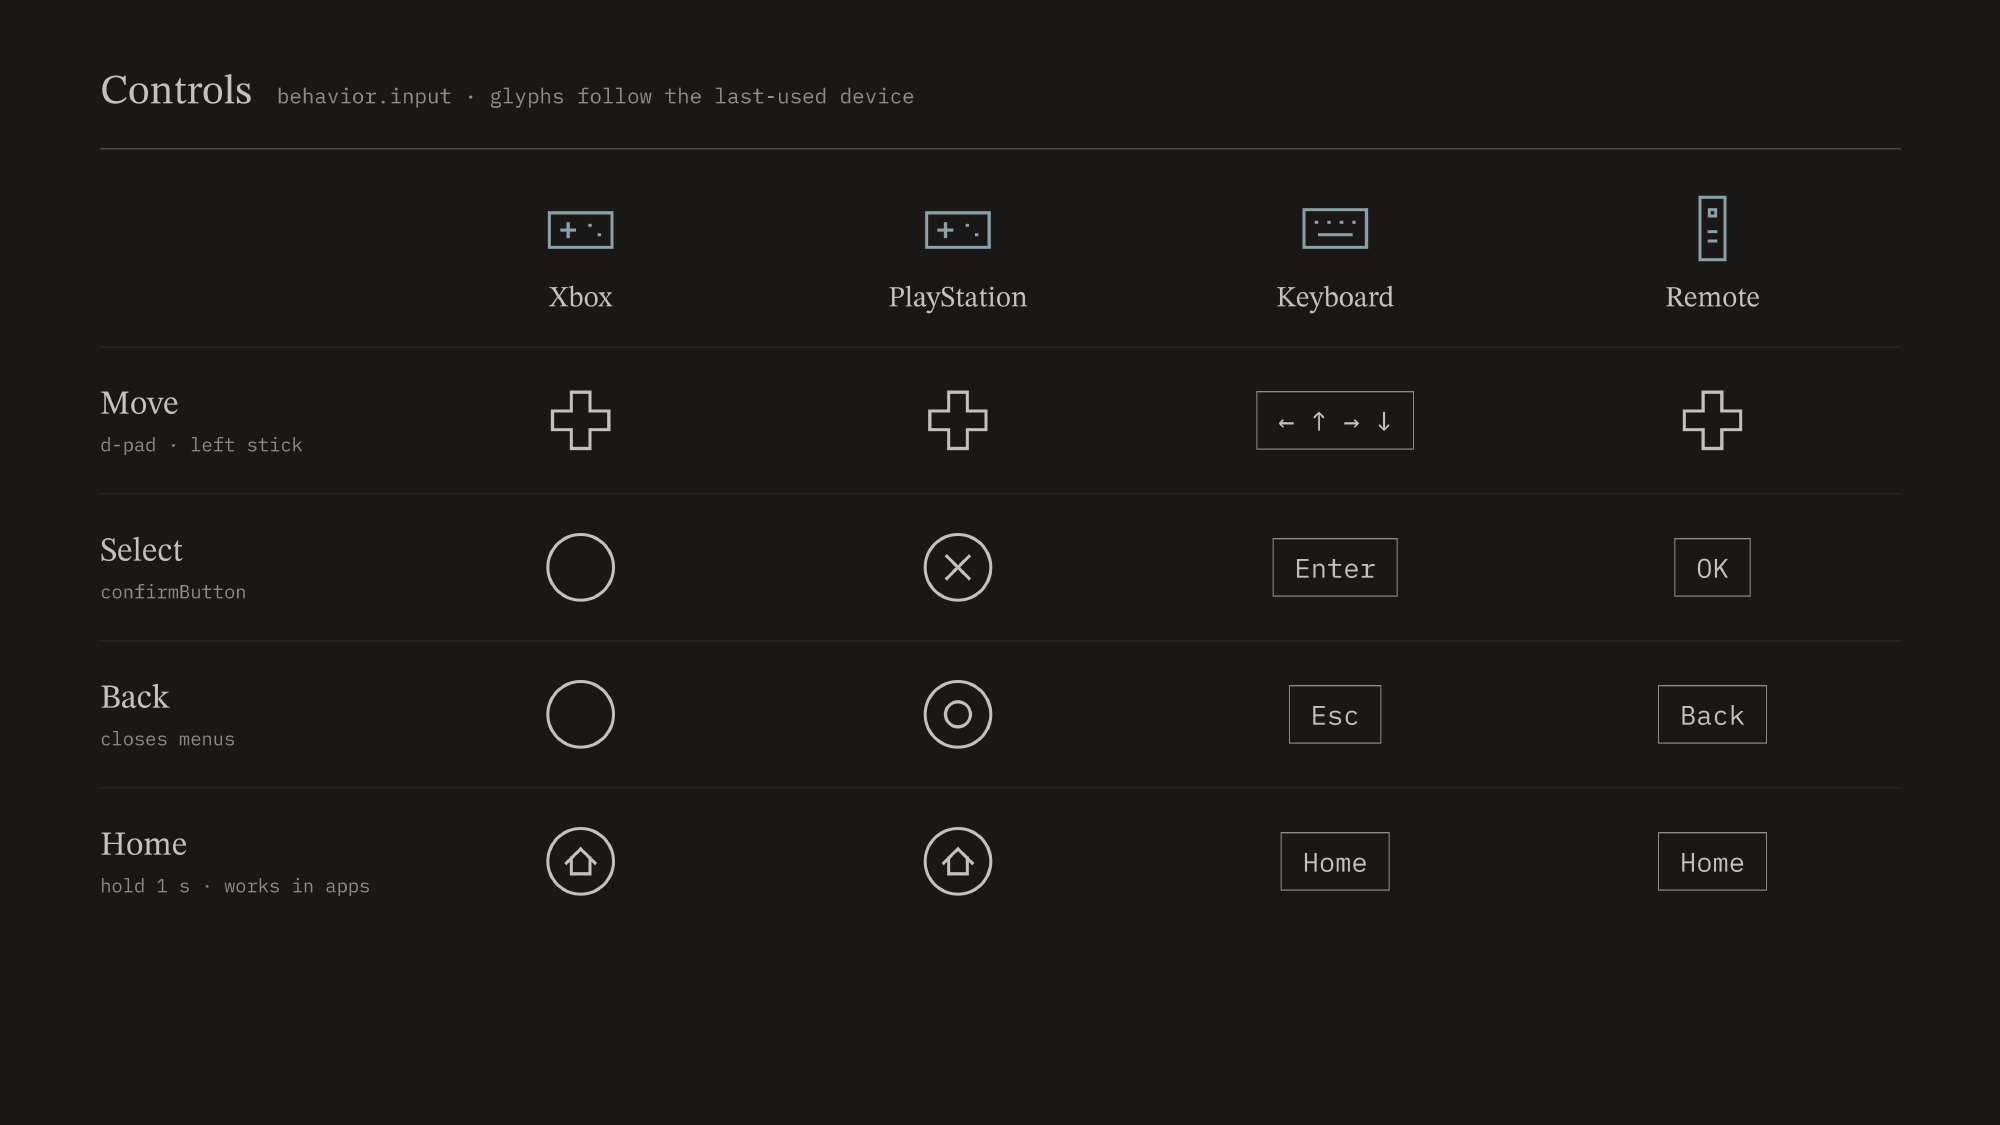 Controls behavior.input · glyphs follow the last-used device
Xbox PlayStation Keyboard Remote
Move
d-pad · left stick
← ↑ → ↓
Select
confirmButton
Enter OK
Back
closes menus
Esc Back
Home
hold 1 s · works in apps
Home Home